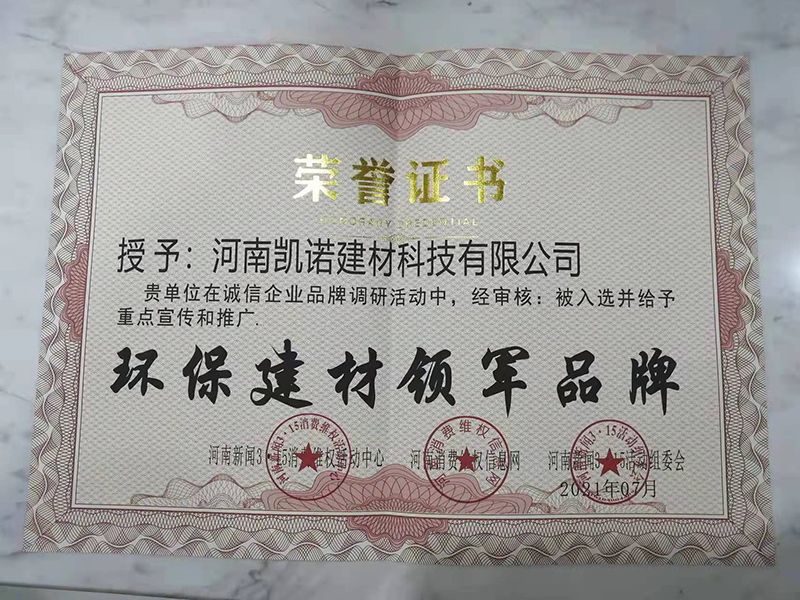 荣誉证书
HONORARY CREDENTIAL
授予：河南凯诺建材科技有限公司
贵单位在诚信企业品牌调研活动中，经审核：被入选并给予
重点宣传和推广.
环保建材领军品牌
河南新闻3·15消费维权活动中心 河南消费维权信息网 河南新闻3·15活动组委会
2021年07月